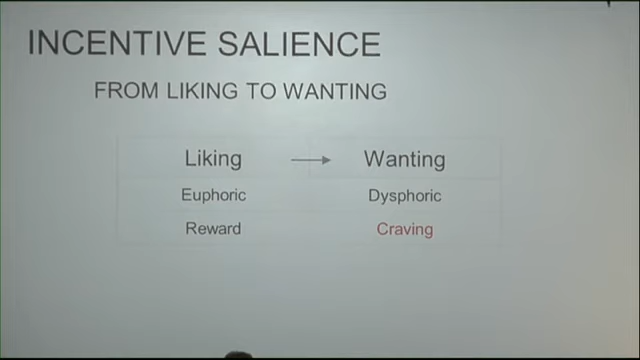 INCENTIVE SALIENCE
FROM LIKING TO WANTING
Liking → Wanting
Euphoric Dysphoric
Reward Craving